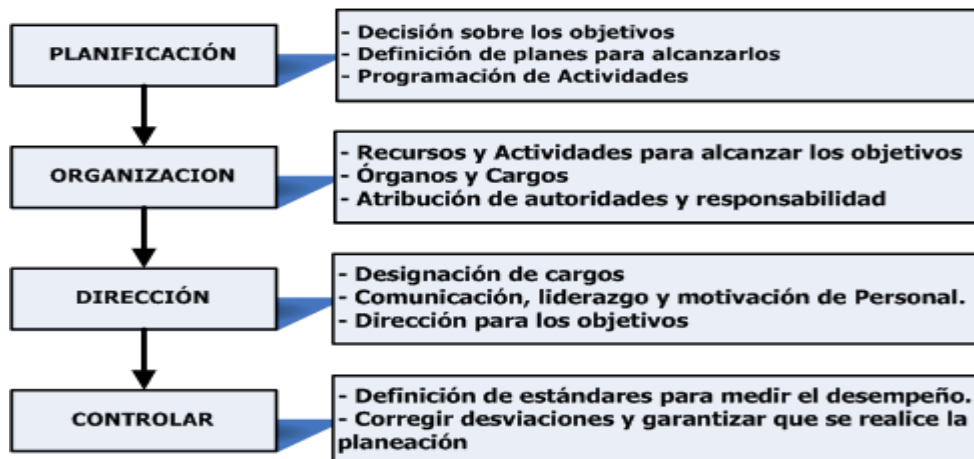 PLANIFICACIÓN
- Decisión sobre los objetivos
- Definición de planes para alcanzarlos
- Programación de Actividades
ORGANIZACION
- Recursos y Actividades para alcanzar los objetivos
- Órganos y Cargos
- Atribución de autoridades y responsabilidad
DIRECCIÓN
- Designación de cargos
- Comunicación, liderazgo y motivación de Personal.
- Dirección para los objetivos
CONTROLAR
- Definición de estándares para medir el desempeño.
- Corregir desviaciones y garantizar que se realice la
planeación